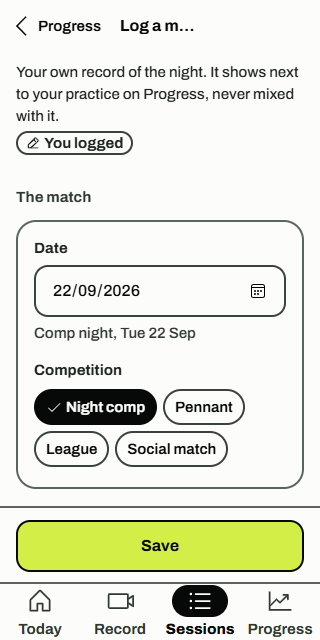 Progress Log a m...
Your own record of the night. It shows next
to your practice on Progress, never mixed
with it.
You logged
The match
Date
22/09/2026
Comp night, Tue 22 Sep
Competition
Night comp Pennant
League Social match
Save
Today Record Sessions Progress